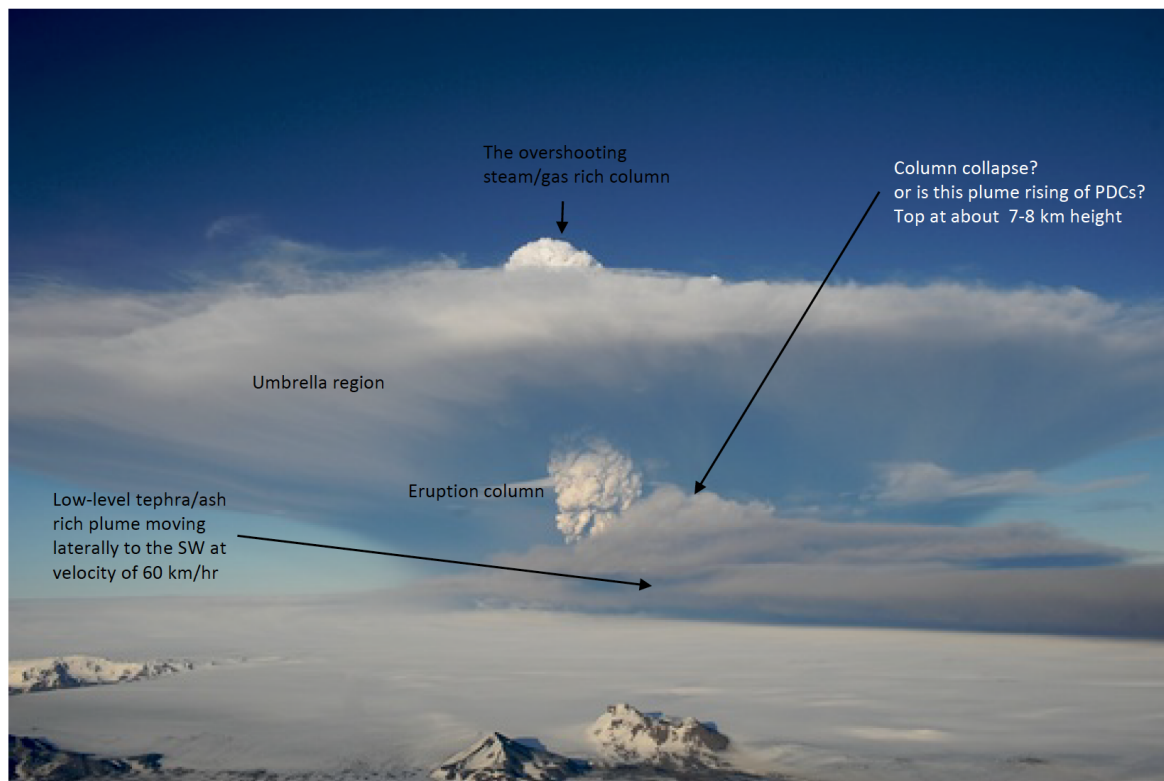 The overshooting
steam/gas rich column
Column collapse?
or is this plume rising of PDCs?
Top at about  7-8 km height
Umbrella region
Eruption column
Low-level tephra/ash
rich plume moving
laterally to the SW at
velocity of 60 km/hr